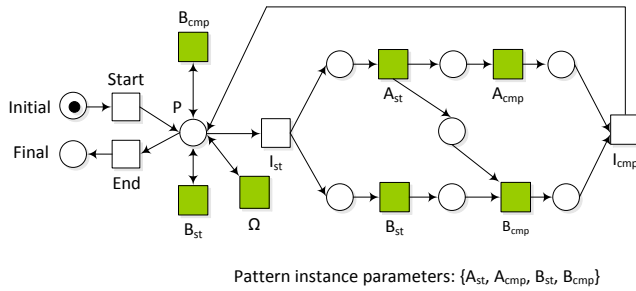 B_cmp
Start
P
Initial
Final
End
B_st
Ω
I_st
A_st
A_cmp
B_st
B_cmp
I_cmp
Pattern instance parameters: {A_st, A_cmp, B_st, B_cmp}